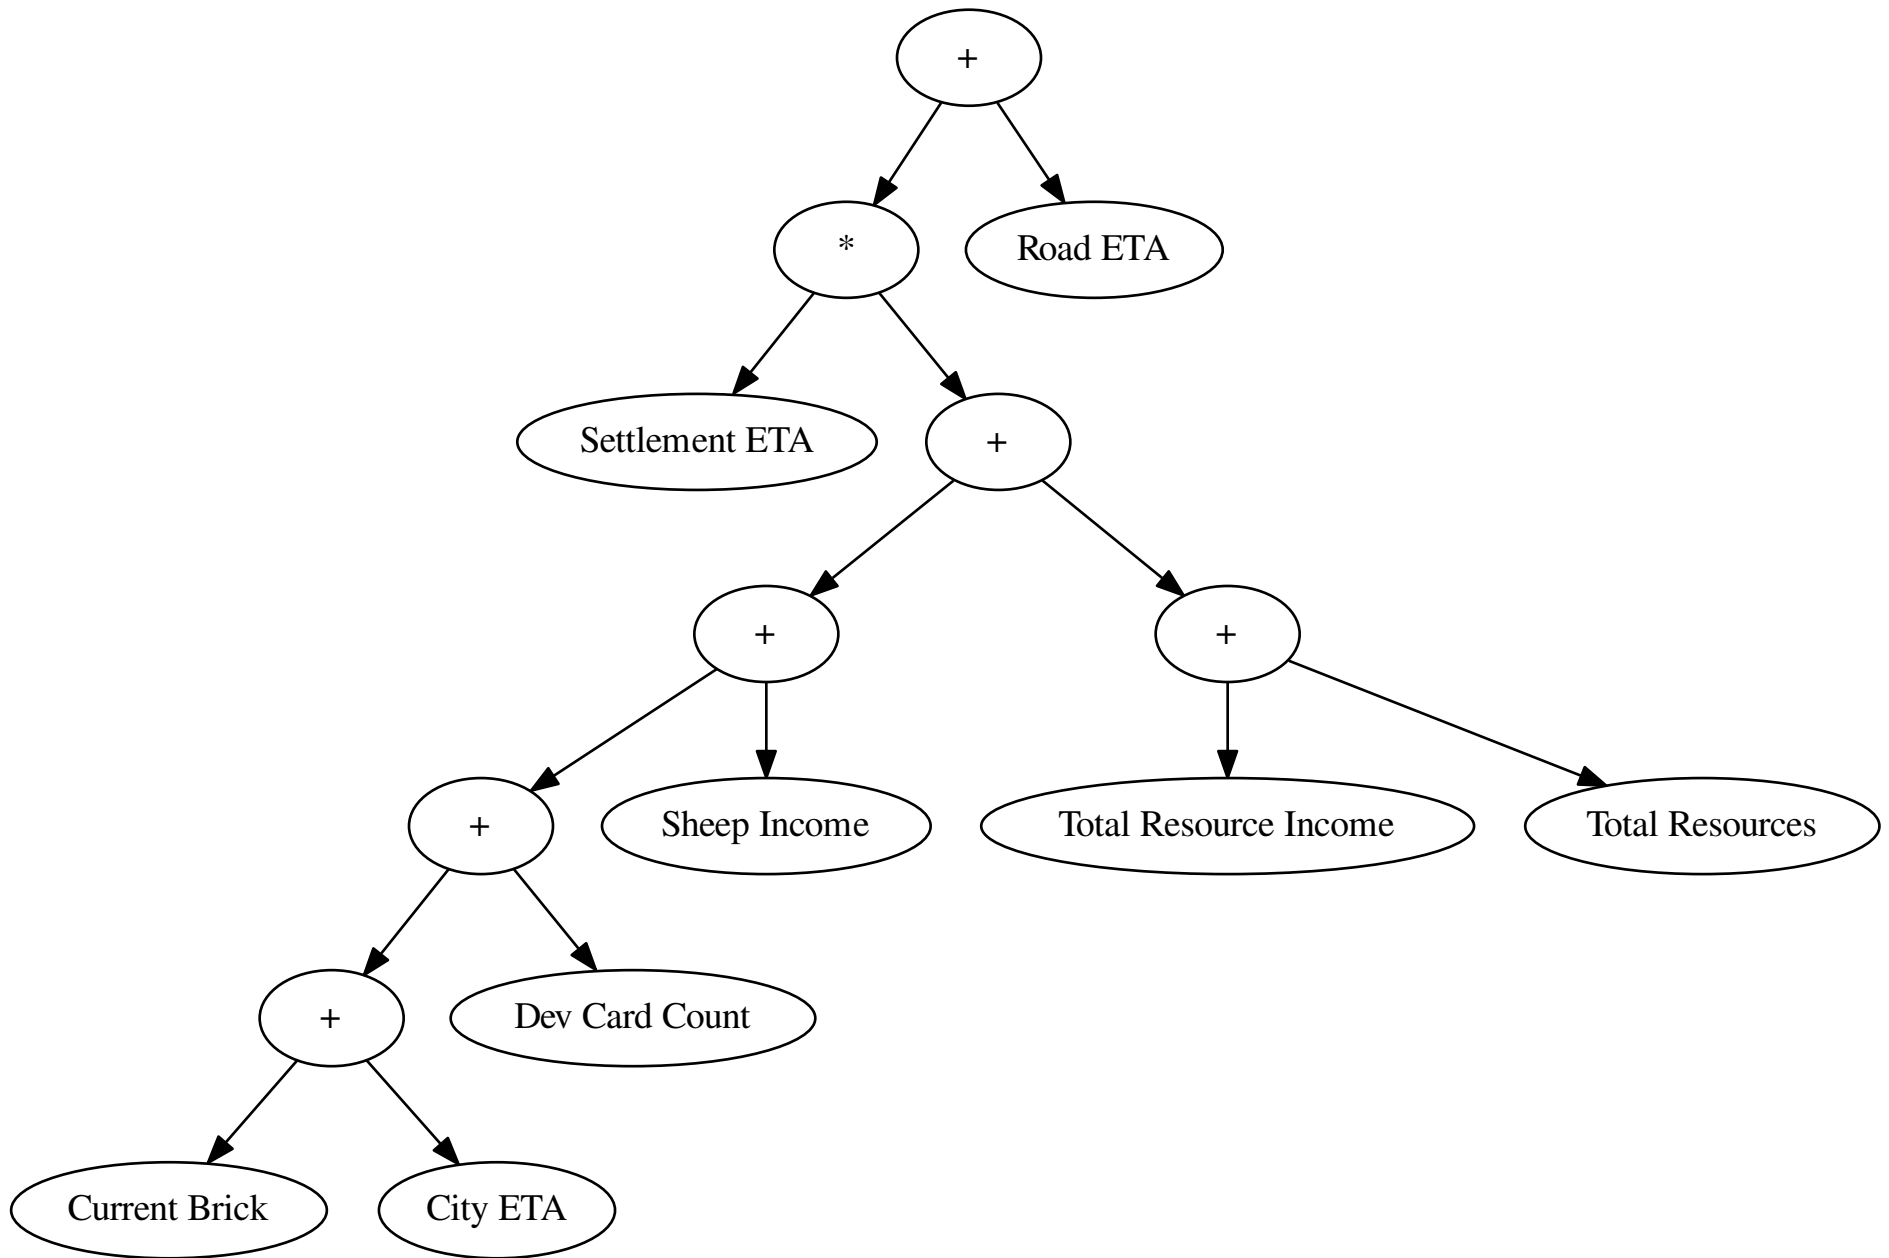 +
*
Road ETA
Settlement ETA
+
+
+
+
Sheep Income
Total Resource Income
Total Resources
+
Dev Card Count
Current Brick
City ETA